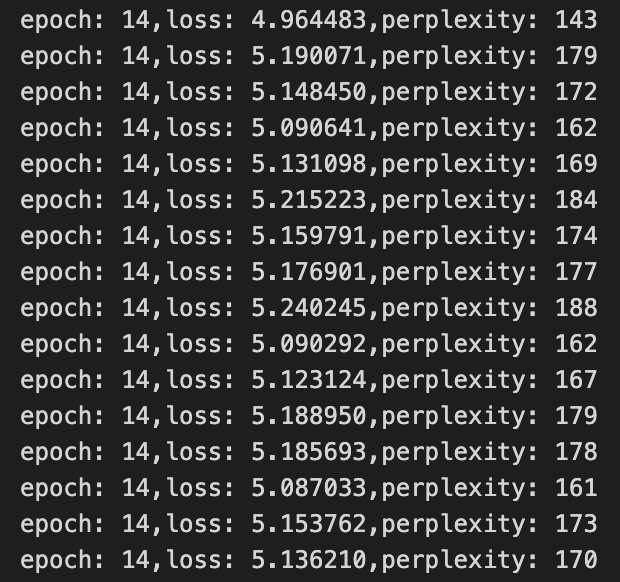 epoch: 14,loss: 4.964483,perplexity: 143
epoch: 14,loss: 5.190071,perplexity: 179
epoch: 14,loss: 5.148450,perplexity: 172
epoch: 14,loss: 5.090641,perplexity: 162
epoch: 14,loss: 5.131098,perplexity: 169
epoch: 14,loss: 5.215223,perplexity: 184
epoch: 14,loss: 5.159791,perplexity: 174
epoch: 14,loss: 5.176901,perplexity: 177
epoch: 14,loss: 5.240245,perplexity: 188
epoch: 14,loss: 5.090292,perplexity: 162
epoch: 14,loss: 5.123124,perplexity: 167
epoch: 14,loss: 5.188950,perplexity: 179
epoch: 14,loss: 5.185693,perplexity: 178
epoch: 14,loss: 5.087033,perplexity: 161
epoch: 14,loss: 5.153762,perplexity: 173
epoch: 14,loss: 5.136210,perplexity: 170